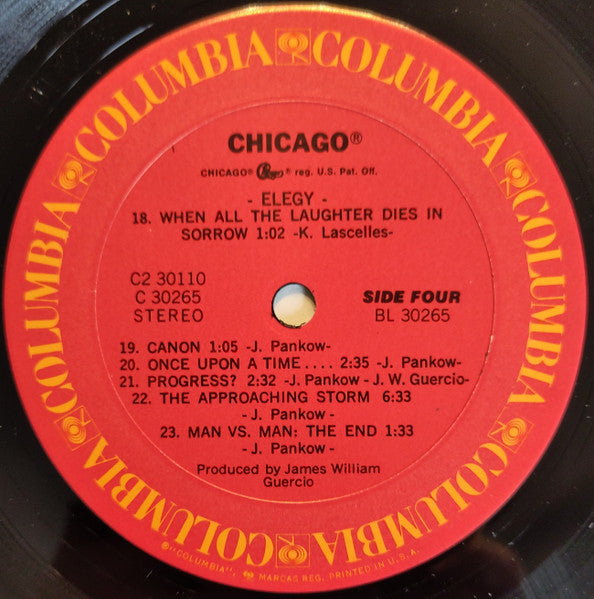 COLUMBIA COLUMBIA COLUMBIA COLUMBIA COLUMBIA COLUMBIA
CHICAGO®
CHICAGO® Chicago® reg. U.S. Pat. Off.
- ELEGY -
18. WHEN ALL THE LAUGHTER DIES IN
SORROW 1:02 -K. Lascelles-
C2 30110
C 30265
STEREO
SIDE FOUR
BL 30265
19. CANON 1:05 -J. Pankow-
20. ONCE UPON A TIME . . . . 2:35 -J. Pankow-
21. PROGRESS? 2:32 -J. Pankow - J. W. Guercio-
22. THE APPROACHING STORM 6:33
- J. Pankow -
23. MAN VS. MAN: THE END 1:33
- J. Pankow -
Produced by James William
Guercio
®"COLUMBIA", MARCAS REG. PRINTED IN U.S.A.